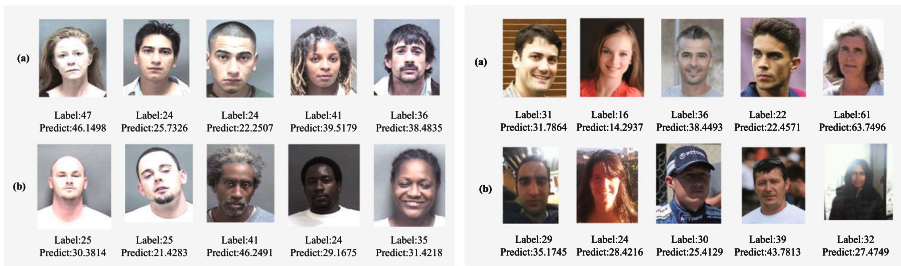 (a)
Label:47 Label:24 Label:24 Label:41 Label:36
Predict:46.1498 Predict:25.7326 Predict:22.2507 Predict:39.5179 Predict:38.4835
(b)
Label:25 Label:25 Label:41 Label:24 Label:35
Predict:30.3814 Predict:21.4283 Predict:46.2491 Predict:29.1675 Predict:31.4218
(a)
Label:31 Label:16 Label:36 Label:22 Label:61
Predict:31.7864 Predict:14.2937 Predict:38.4493 Predict:22.4571 Predict:63.7496
(b)
Label:29 Label:24 Label:30 Label:39 Label:32
Predict:35.1745 Predict:28.4216 Predict:25.4129 Predict:43.7813 Predict:27.4749